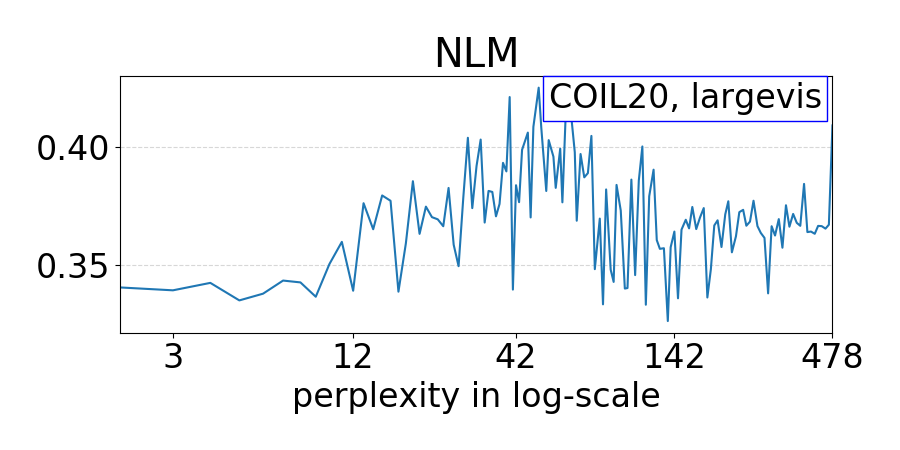 NLM
COIL20, largevis
0.40
0.35
3 12 42 142 478
perplexity in log-scale